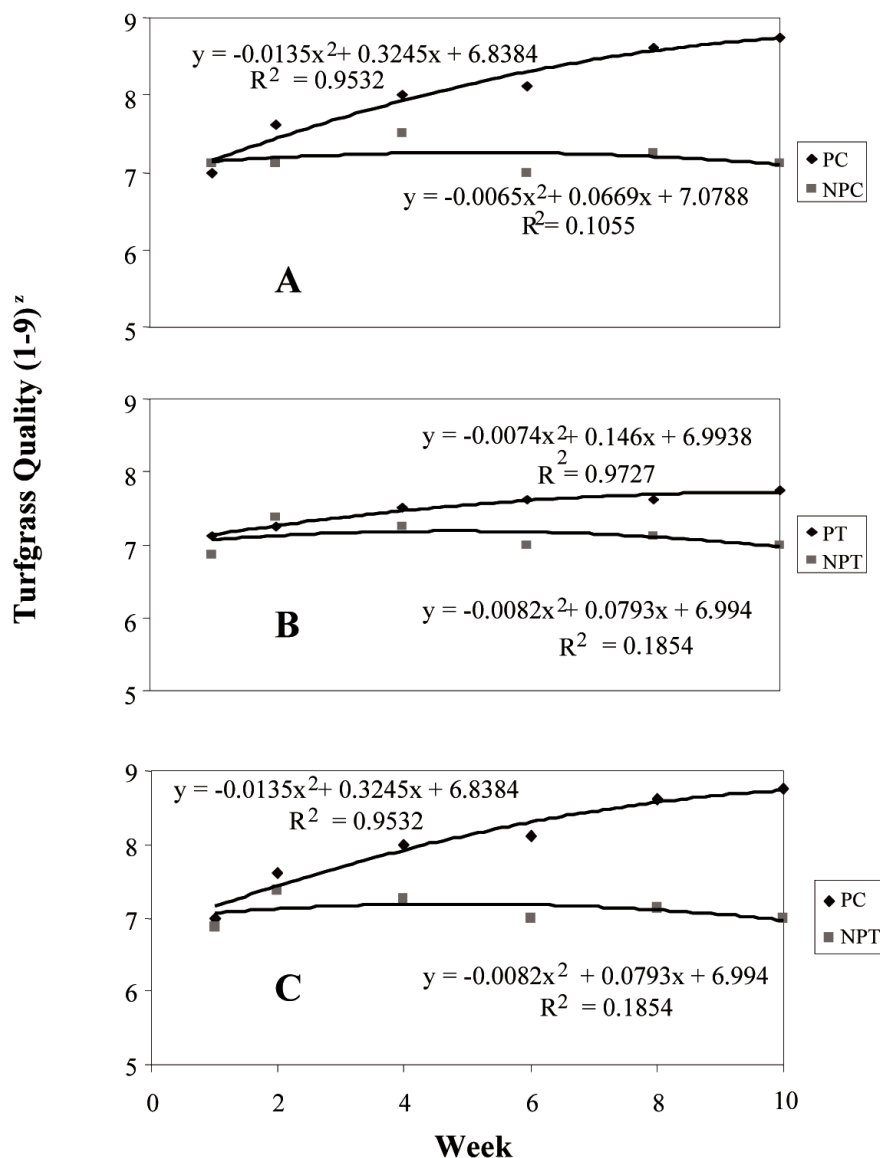 Turfgrass Quality (1-9)ᶻ
9
8
7
6
5
y = -0.0135x²+ 0.3245x + 6.8384
R² = 0.9532
y = -0.0065x²+ 0.0669x + 7.0788
R²= 0.1055
A
PC
NPC
9
8
7
6
5
y = -0.0074x²+ 0.146x + 6.9938
R² = 0.9727
y = -0.0082x²+ 0.0793x + 6.994
R² = 0.1854
B
PT
NPT
9
8
7
6
5
y = -0.0135x²+ 0.3245x + 6.8384
R² = 0.9532
y = -0.0082x² + 0.0793x + 6.994
R² = 0.1854
C
PC
NPT
0 2 4 6 8 10
Week